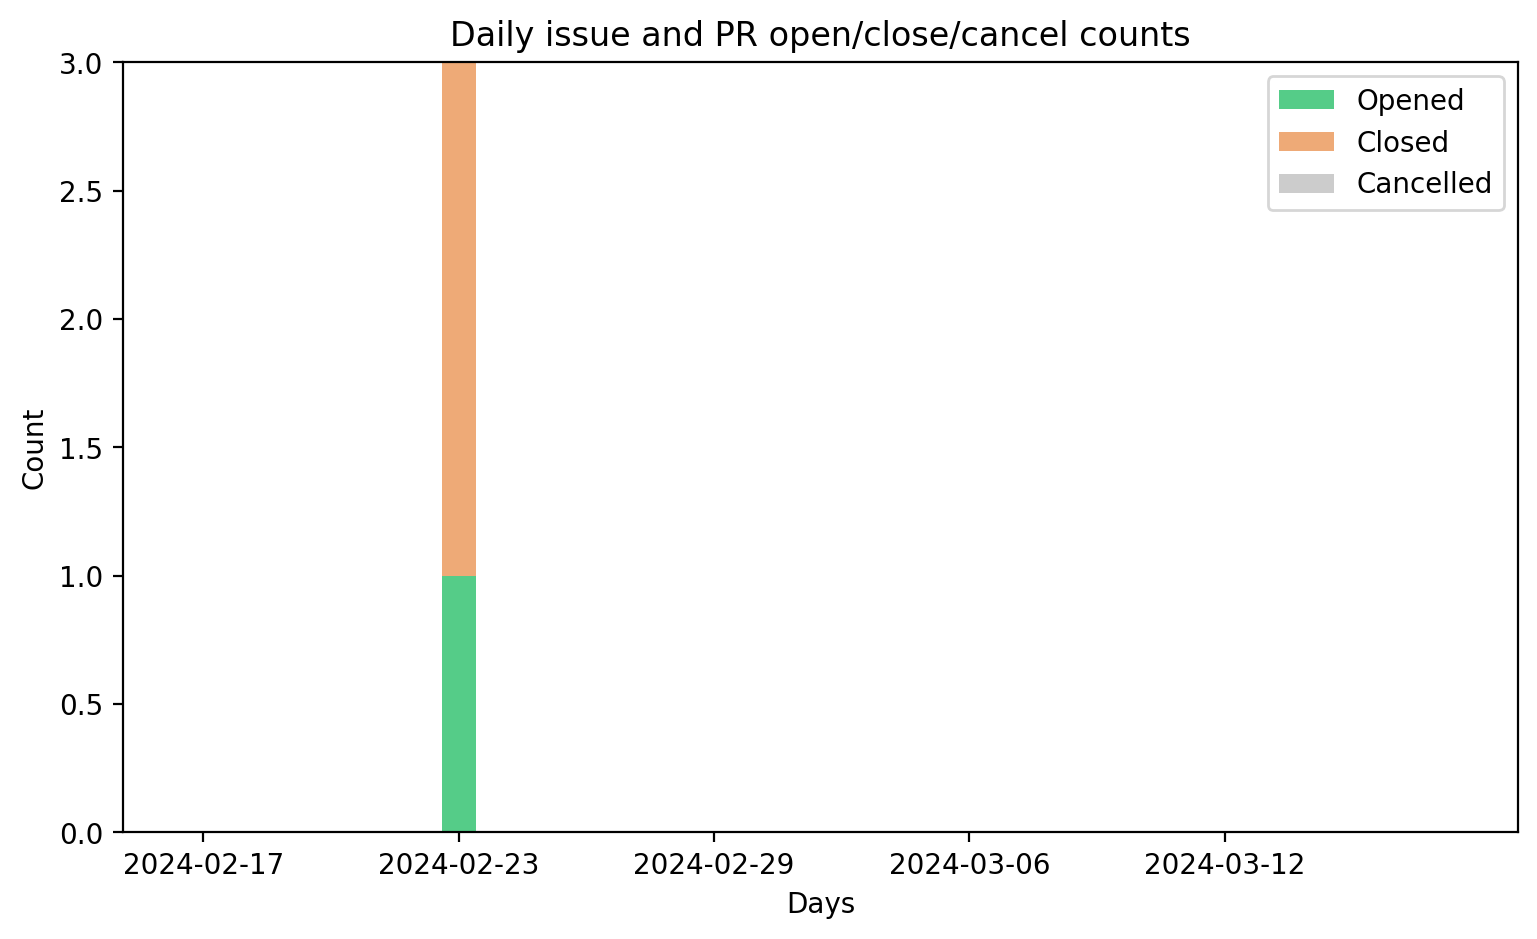 Daily issue and PR open/close/cancel counts
3.0
2.5
2.0
1.5
1.0
0.5
0.0
Count
Opened
Closed
Cancelled
2024-02-17
2024-02-23
2024-02-29
2024-03-06
2024-03-12
Days